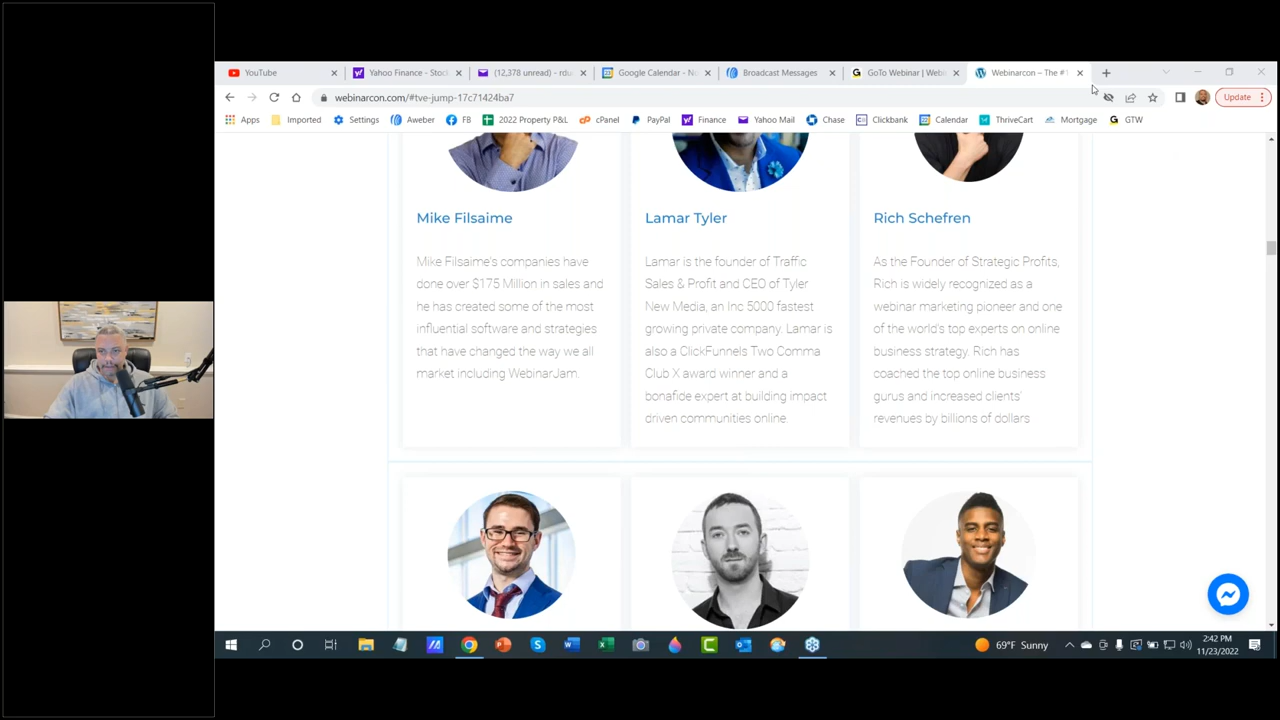 YouTube
Yahoo Finance - Stock
(12,378 unread) - rdu
Google Calendar - N
Broadcast Messages
GoTo Webinar | Webi
Webinarcon – The #1
webinarcon.com/#tve-jump-17c71424ba7
Update
Apps
Imported
Settings
Aweber
FB
2022 Property P&L
cPanel
PayPal
Finance
Yahoo Mail
Chase
Clickbank
Calendar
ThriveCart
Mortgage
GTW
Mike Filsaime
Mike Filsaime's companies have
done over $175 Million in sales and
he has created some of the most
influential software and strategies
that have changed the way we all
market including WebinarJam.
Lamar Tyler
Lamar is the founder of Traffic
Sales & Profit and CEO of Tyler
New Media, an Inc 5000 fastest
growing private company. Lamar is
also a ClickFunnels Two Comma
Club X award winner and a
bonafide expert at building impact
driven communities online.
Rich Schefren
As the Founder of Strategic Profits,
Rich is widely recognized as a
webinar marketing pioneer and one
of the world's top experts on online
business strategy. Rich has
coached the top online business
gurus and increased clients'
revenues by billions of dollars
69°F Sunny
2:42 PM
11/23/2022